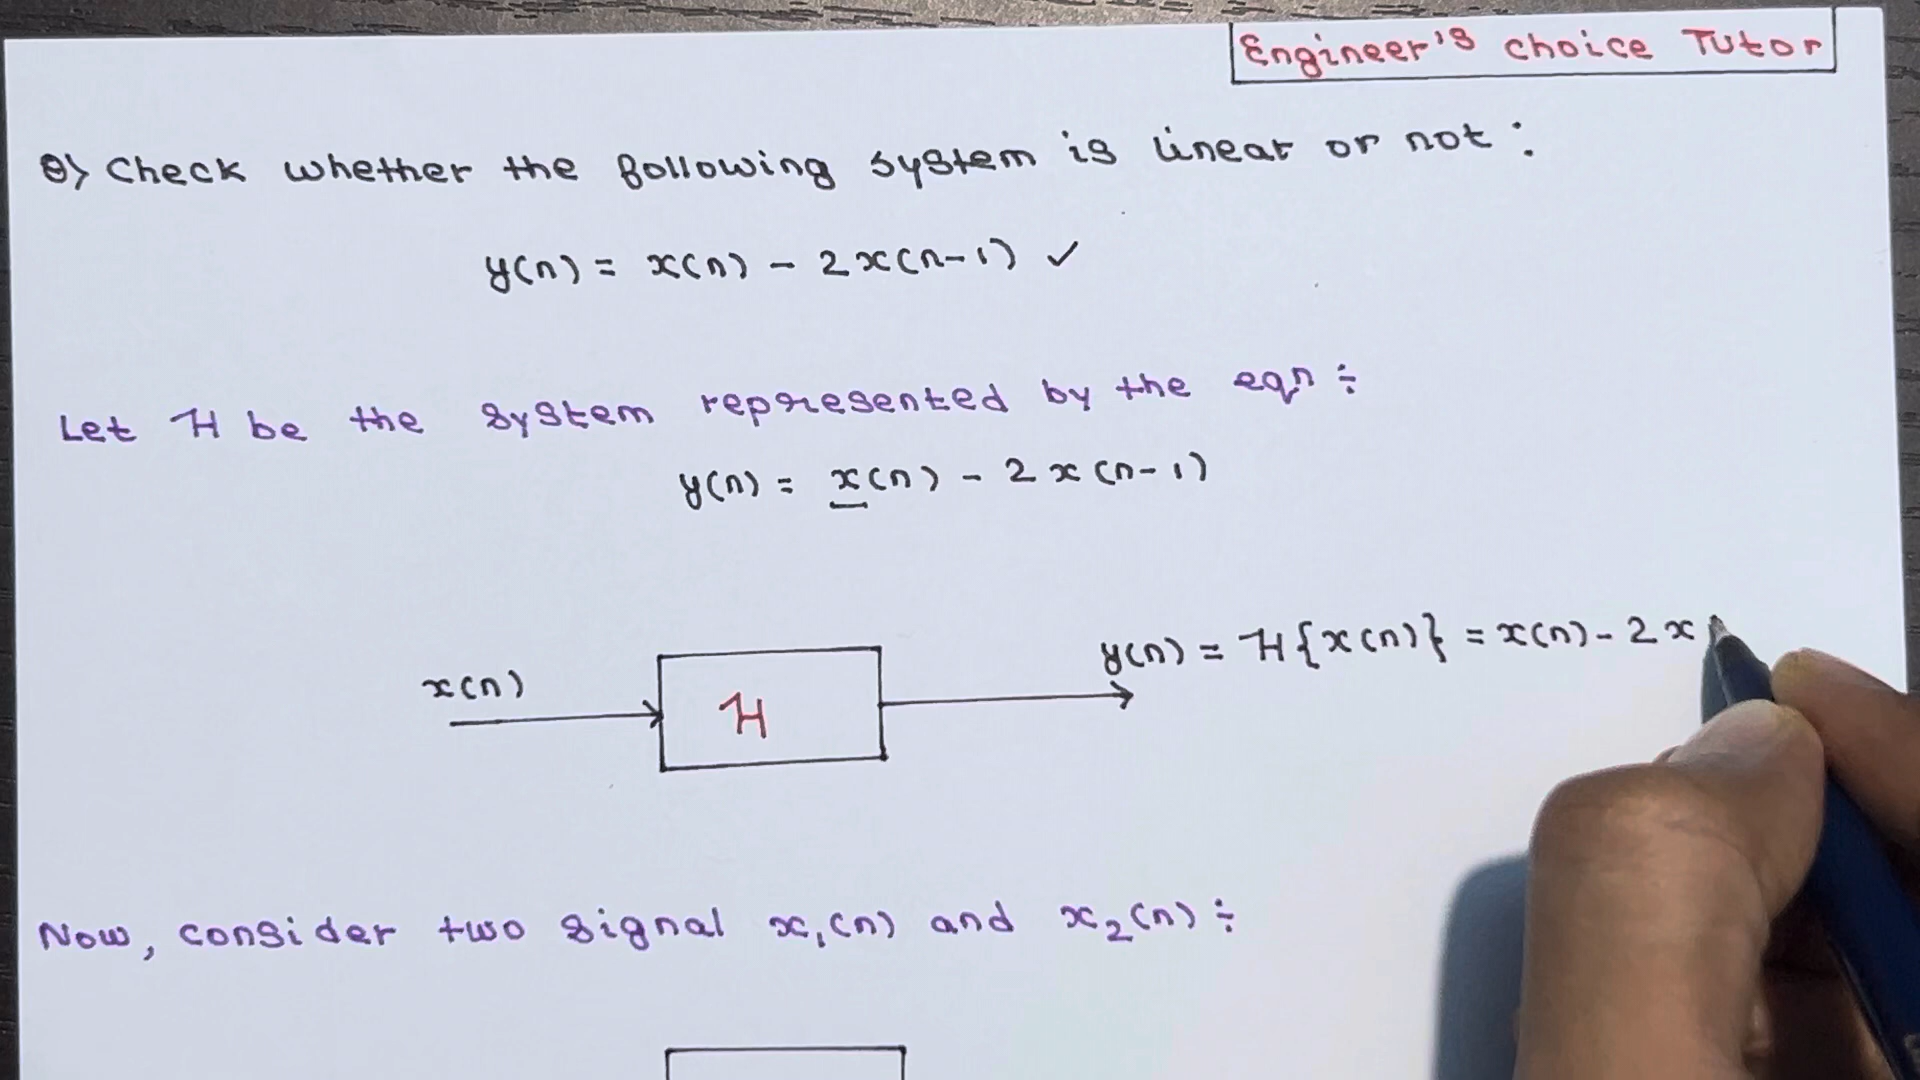 Engineer's choice Tutor
Q) Check whether the following system is linear or not :
y(n) = x(n) - 2x(n-1) ✓
Let H be the system represented by the eqn ÷
y(n) = x(n) - 2x(n-1)
y(n) = H{x(n)} = x(n) - 2x
x(n)
H
Now, consider two signal x₁(n) and x₂(n) ÷